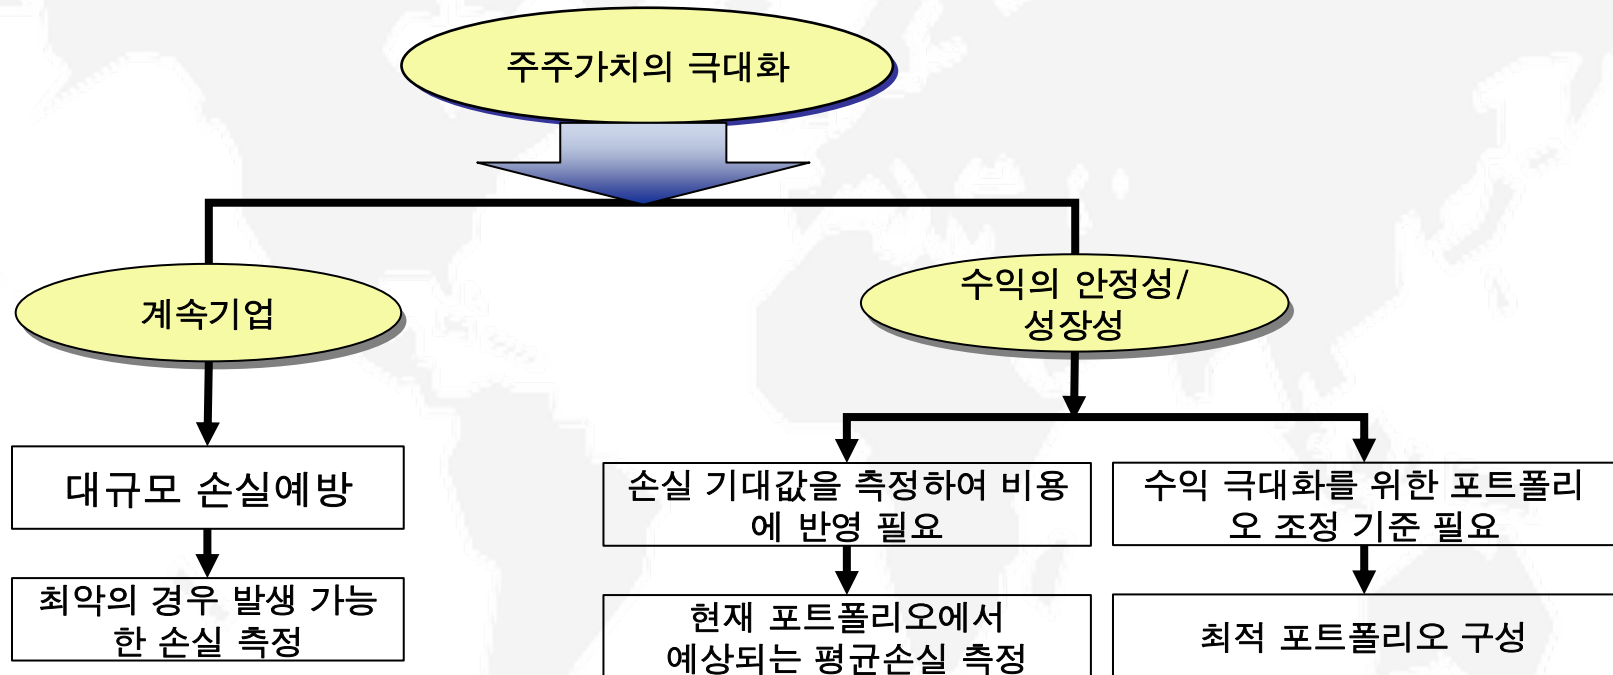 주주가치의 극대화
계속기업
수익의 안정성/
성장성
대규모 손실예방
손실 기대값을 측정하여 비용
에 반영 필요
수익 극대화를 위한 포트폴리
오 조정 기준 필요
최악의 경우 발생 가능
한 손실 측정
현재 포트폴리오에서
예상되는 평균손실 측정
최적 포트폴리오 구성